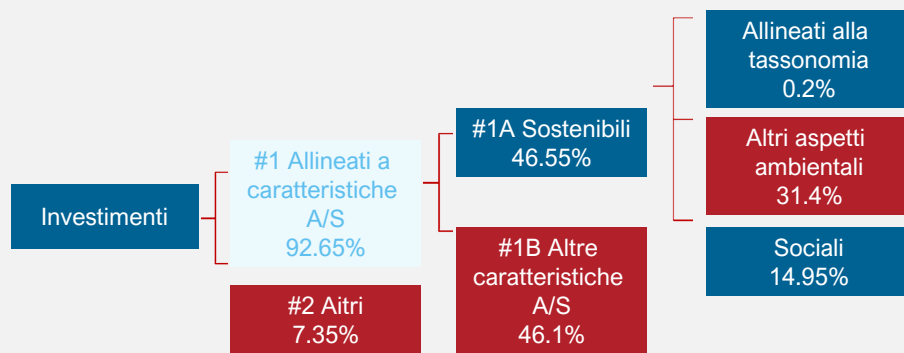 Investimenti
#1 Allineati a
caratteristiche
A/S
92.65%
#2 Aitri
7.35%
#1A Sostenibili
46.55%
#1B Altre
caratteristiche
A/S
46.1%
Allineati alla
tassonomia
0.2%
Altri aspetti
ambientali
31.4%
Sociali
14.95%